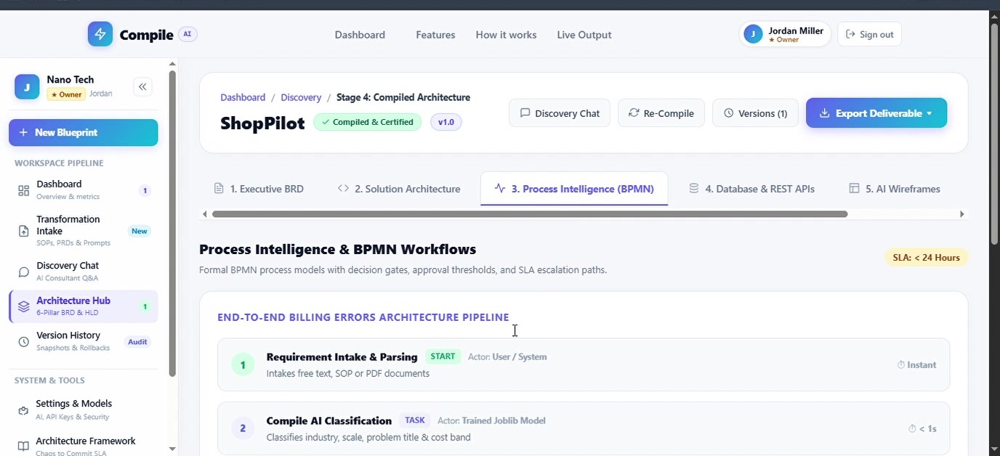 Compile AI
Dashboard
Features
How it works
Live Output
J
Jordan Miller
★ Owner
Sign out
J
Nano Tech
★ Owner Jordan
+ New Blueprint
WORKSPACE PIPELINE
Dashboard
Overview & metrics
1
Transformation
Intake
SOPs, PRDs & Prompts
New
Discovery Chat
AI Consultant Q&A
Architecture Hub
6-Pillar BRD & HLD
1
Version History
Snapshots & Rollbacks
Audit
SYSTEM & TOOLS
Settings & Models
AI, API Keys & Security
Architecture Framework
Chaos to Commit SLA
Dashboard / Discovery / Stage 4: Compiled Architecture
ShopPilot
✓ Compiled & Certified
v1.0
Discovery Chat
Re-Compile
Versions (1)
Export Deliverable
1. Executive BRD
2. Solution Architecture
3. Process Intelligence (BPMN)
4. Database & REST APIs
5. AI Wireframes
Process Intelligence & BPMN Workflows
Formal BPMN process models with decision gates, approval thresholds, and SLA escalation paths.
SLA: < 24 Hours
END-TO-END BILLING ERRORS ARCHITECTURE PIPELINE
1
Requirement Intake & Parsing START Actor: User / System
Intakes free text, SOP or PDF documents
Instant
2
Compile AI Classification TASK Actor: Trained Joblib Model
Classifies industry, scale, problem title & cost band
< 1s